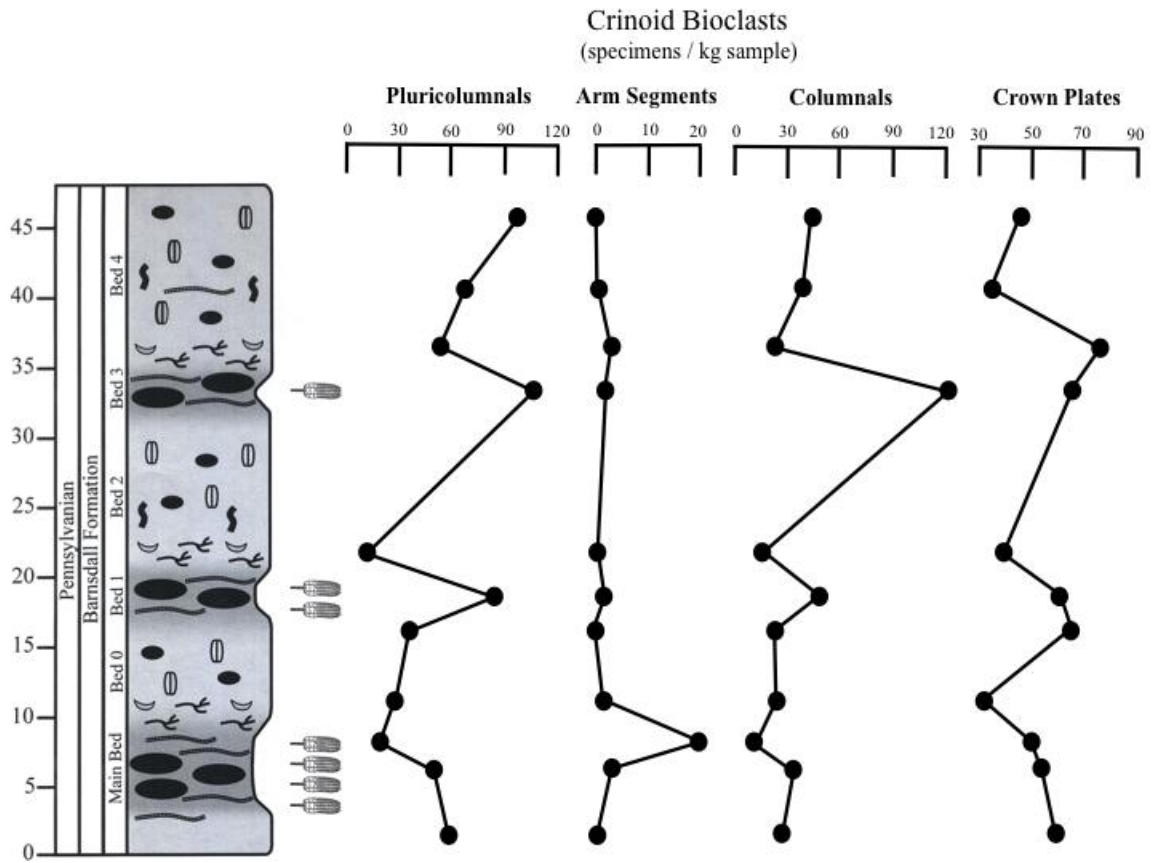 Crinoid Bioclasts
(specimens / kg sample)
Pluricolumnals Arm Segments Columnals Crown Plates
0 30 60 90 120 0 10 20 0 30 60 90 120 30 50 70 90
45
40
35
30
25
20
15
10
5
0
Pennsylvanian
Barnsdall Formation
Bed 4
Bed 3
Bed 2
Bed 1
Bed 0
Main Bed